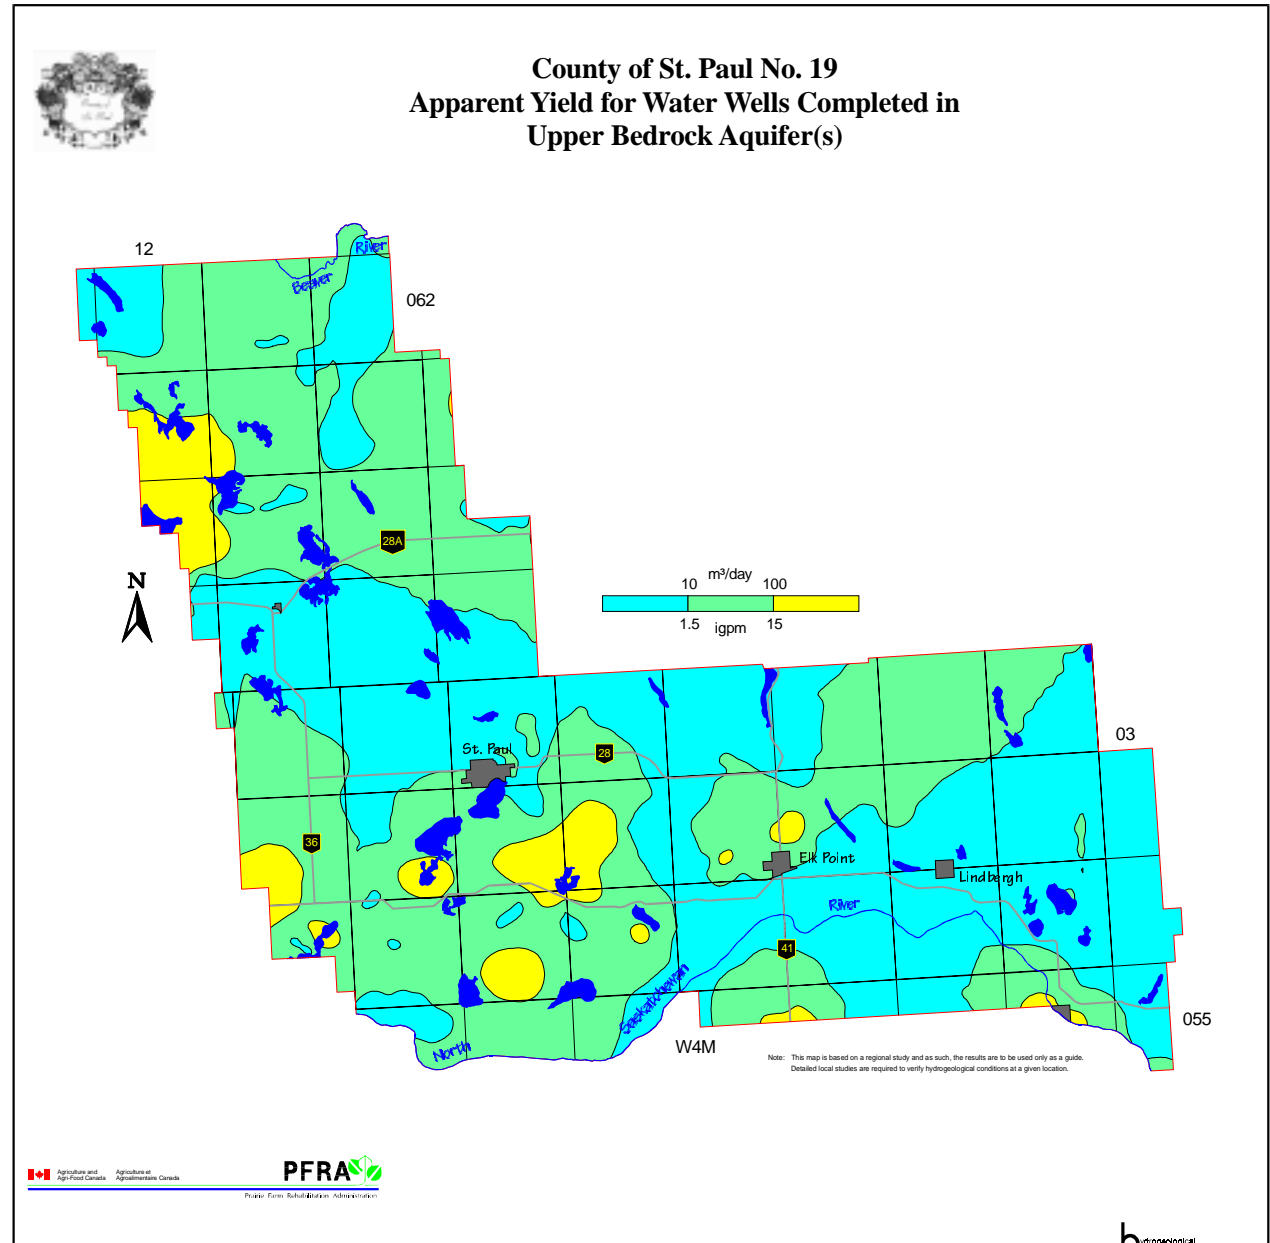 County of St. Paul No. 19
Apparent Yield for Water Wells Completed in
Upper Bedrock Aquifer(s)
12
River
Beaver
062
28A
N
10 m³/day 100
1.5 igpm 15
03
St. Paul
28
36
Elk Point
Lindbergh
River
41
Saskatchewan
North
W4M
055
Note: This map is based on a regional study and as such, the results are to be used only as a guide.
Detailed local studies are required to verify hydrogeological conditions at a given location.
Agriculture and Agriculture et
Agri-Food Canada Agroalimentaire Canada
PFRA
Prairie Farm Rehabilitation Administration
hydrogeological